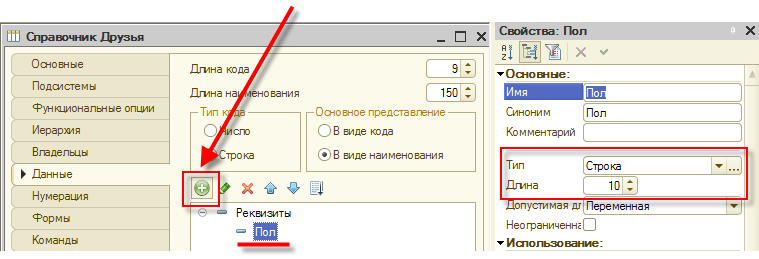 Справочник Друзья
Основные
Подсистемы
Функциональные опции
Иерархия
Владельцы
Данные
Нумерация
Формы
Команды
Длина кода
9
Длина наименования
150
Тип кода
Число
Строка
Основное представление
В виде кода
В виде наименования
Реквизиты
Пол
Свойства: Пол
Основные:
Имя
Пол
Синоним
Пол
Комментарий
Тип
Строка
Длина
10
Допустимая дл
Переменная
Неограниченна
Использование: